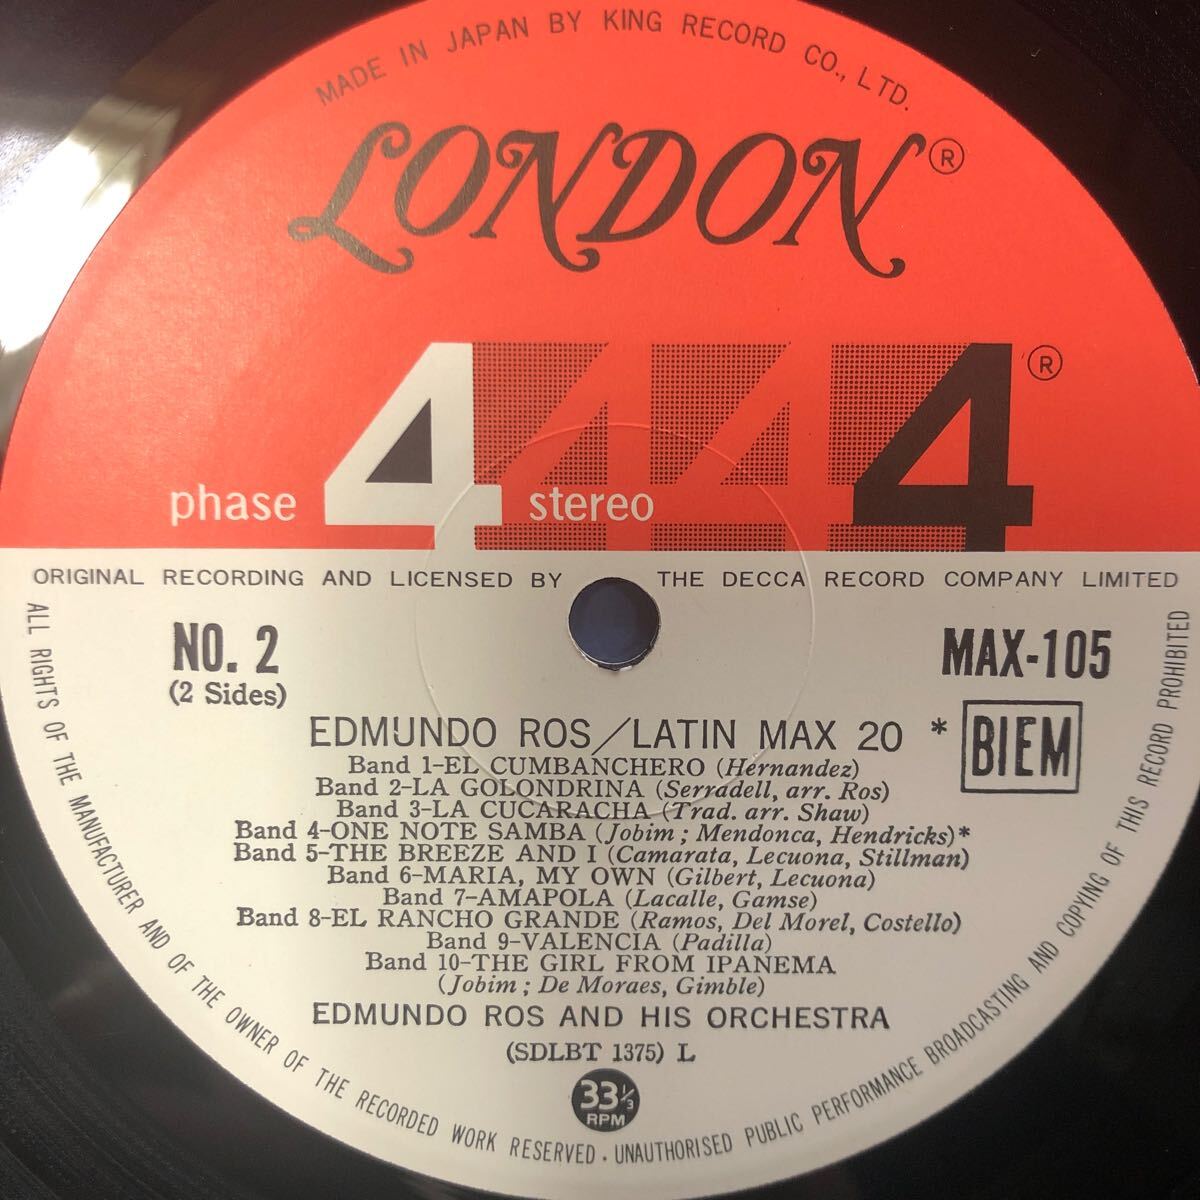 MADE IN JAPAN BY KING RECORD CO., LTD.
LONDON®
phase 4 stereo 4 4 4®
ORIGINAL RECORDING AND LICENSED BY THE DECCA RECORD COMPANY LIMITED
NO. 2
(2 Sides)
MAX-105
EDMUNDO ROS/LATIN MAX 20 * BIEM
Band 1-EL CUMBANCHERO (Hernandez)
Band 2-LA GOLONDRINA (Serradell, arr. Ros)
Band 3-LA CUCARACHA (Trad. arr. Shaw)
Band 4-ONE NOTE SAMBA (Jobim ; Mendonca, Hendricks)*
Band 5-THE BREEZE AND I (Camarata, Lecuona, Stillman)
Band 6-MARIA, MY OWN (Gilbert, Lecuona)
Band 7-AMAPOLA (Lacalle, Gamse)
Band 8-EL RANCHO GRANDE (Ramos, Del Morel, Costello)
Band 9-VALENCIA (Padilla)
Band 10-THE GIRL FROM IPANEMA
(Jobim ; De Moraes, Gimble)
EDMUNDO ROS AND HIS ORCHESTRA
(SDLBT 1375) L
33 1/3
RPM
ALL RIGHTS OF THE MANUFACTURER AND OF THE OWNER OF THE RECORDED WORK RESERVED. UNAUTHORISED PUBLIC PERFORMANCE BROADCASTING AND COPYING OF THIS RECORD PROHIBITED